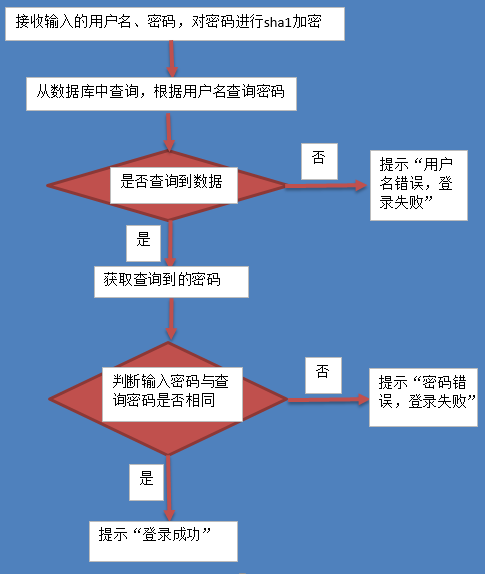 接收输入的用户名、密码，对密码进行sha1加密
从数据库中查询，根据用户名查询密码
是否查询到数据
否
提示“用户
名错误，登
录失败”
是
获取查询到的密码
判断输入密码与查
询密码是否相同
否
提示“密码错
误，登录失败”
是
提示“登录成功”